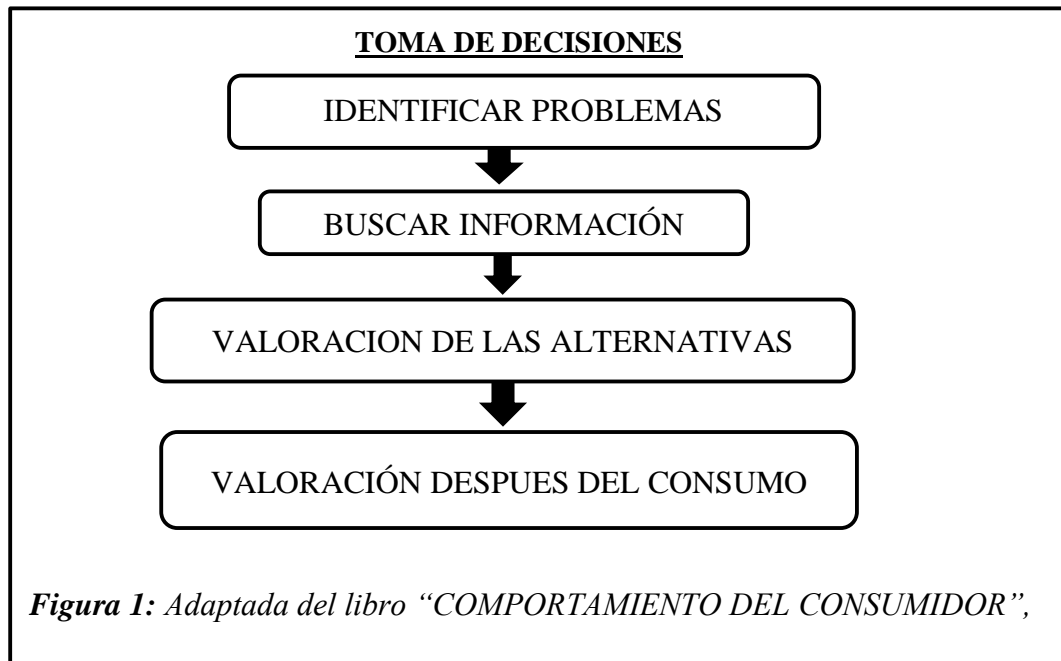 TOMA DE DECISIONES
IDENTIFICAR PROBLEMAS
BUSCAR INFORMACIÓN
VALORACION DE LAS ALTERNATIVAS
VALORACIÓN DESPUES DEL CONSUMO
Figura 1: Adaptada del libro “COMPORTAMIENTO DEL CONSUMIDOR”,